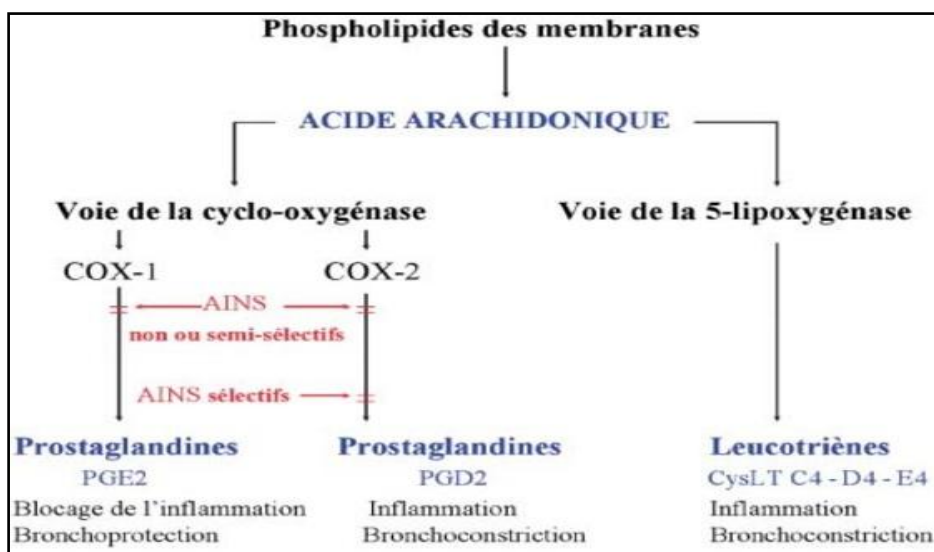 Phospholipides des membranes
ACIDE ARACHIDONIQUE
Voie de la cyclo-oxygénase
Voie de la 5-lipoxygénase
COX-1
COX-2
AINS
non ou semi-sélectifs
AINS sélectifs
Prostaglandines
PGE2
Blocage de l'inflammation
Bronchoprotection
Prostaglandines
PGD2
Inflammation
Bronchoconstriction
Leucotriènes
CysLT C4 - D4 - E4
Inflammation
Bronchoconstriction